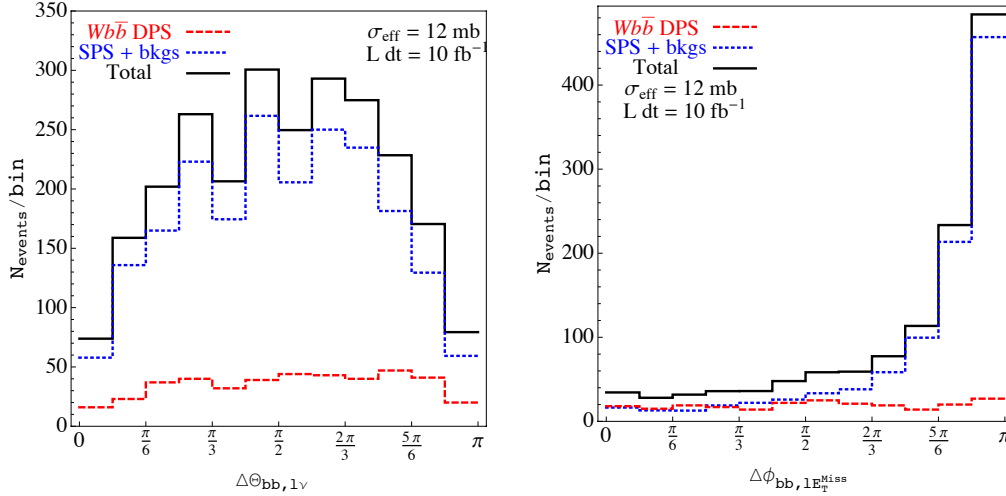 Wbb̅ DPS
SPS + bkgs
Total
σeff = 12 mb
L dt = 10 fb⁻¹
Nevents/bin
350
300
250
200
150
100
50
0
0 π/6 π/3 π/2 2π/3 5π/6 π
ΔΘbb,lν
Wbb̅ DPS
SPS + bkgs
Total
σeff = 12 mb
L dt = 10 fb⁻¹
Nevents/bin
400
300
200
100
0
0 π/6 π/3 π/2 2π/3 5π/6 π
Δϕbb,lE_T^Miss